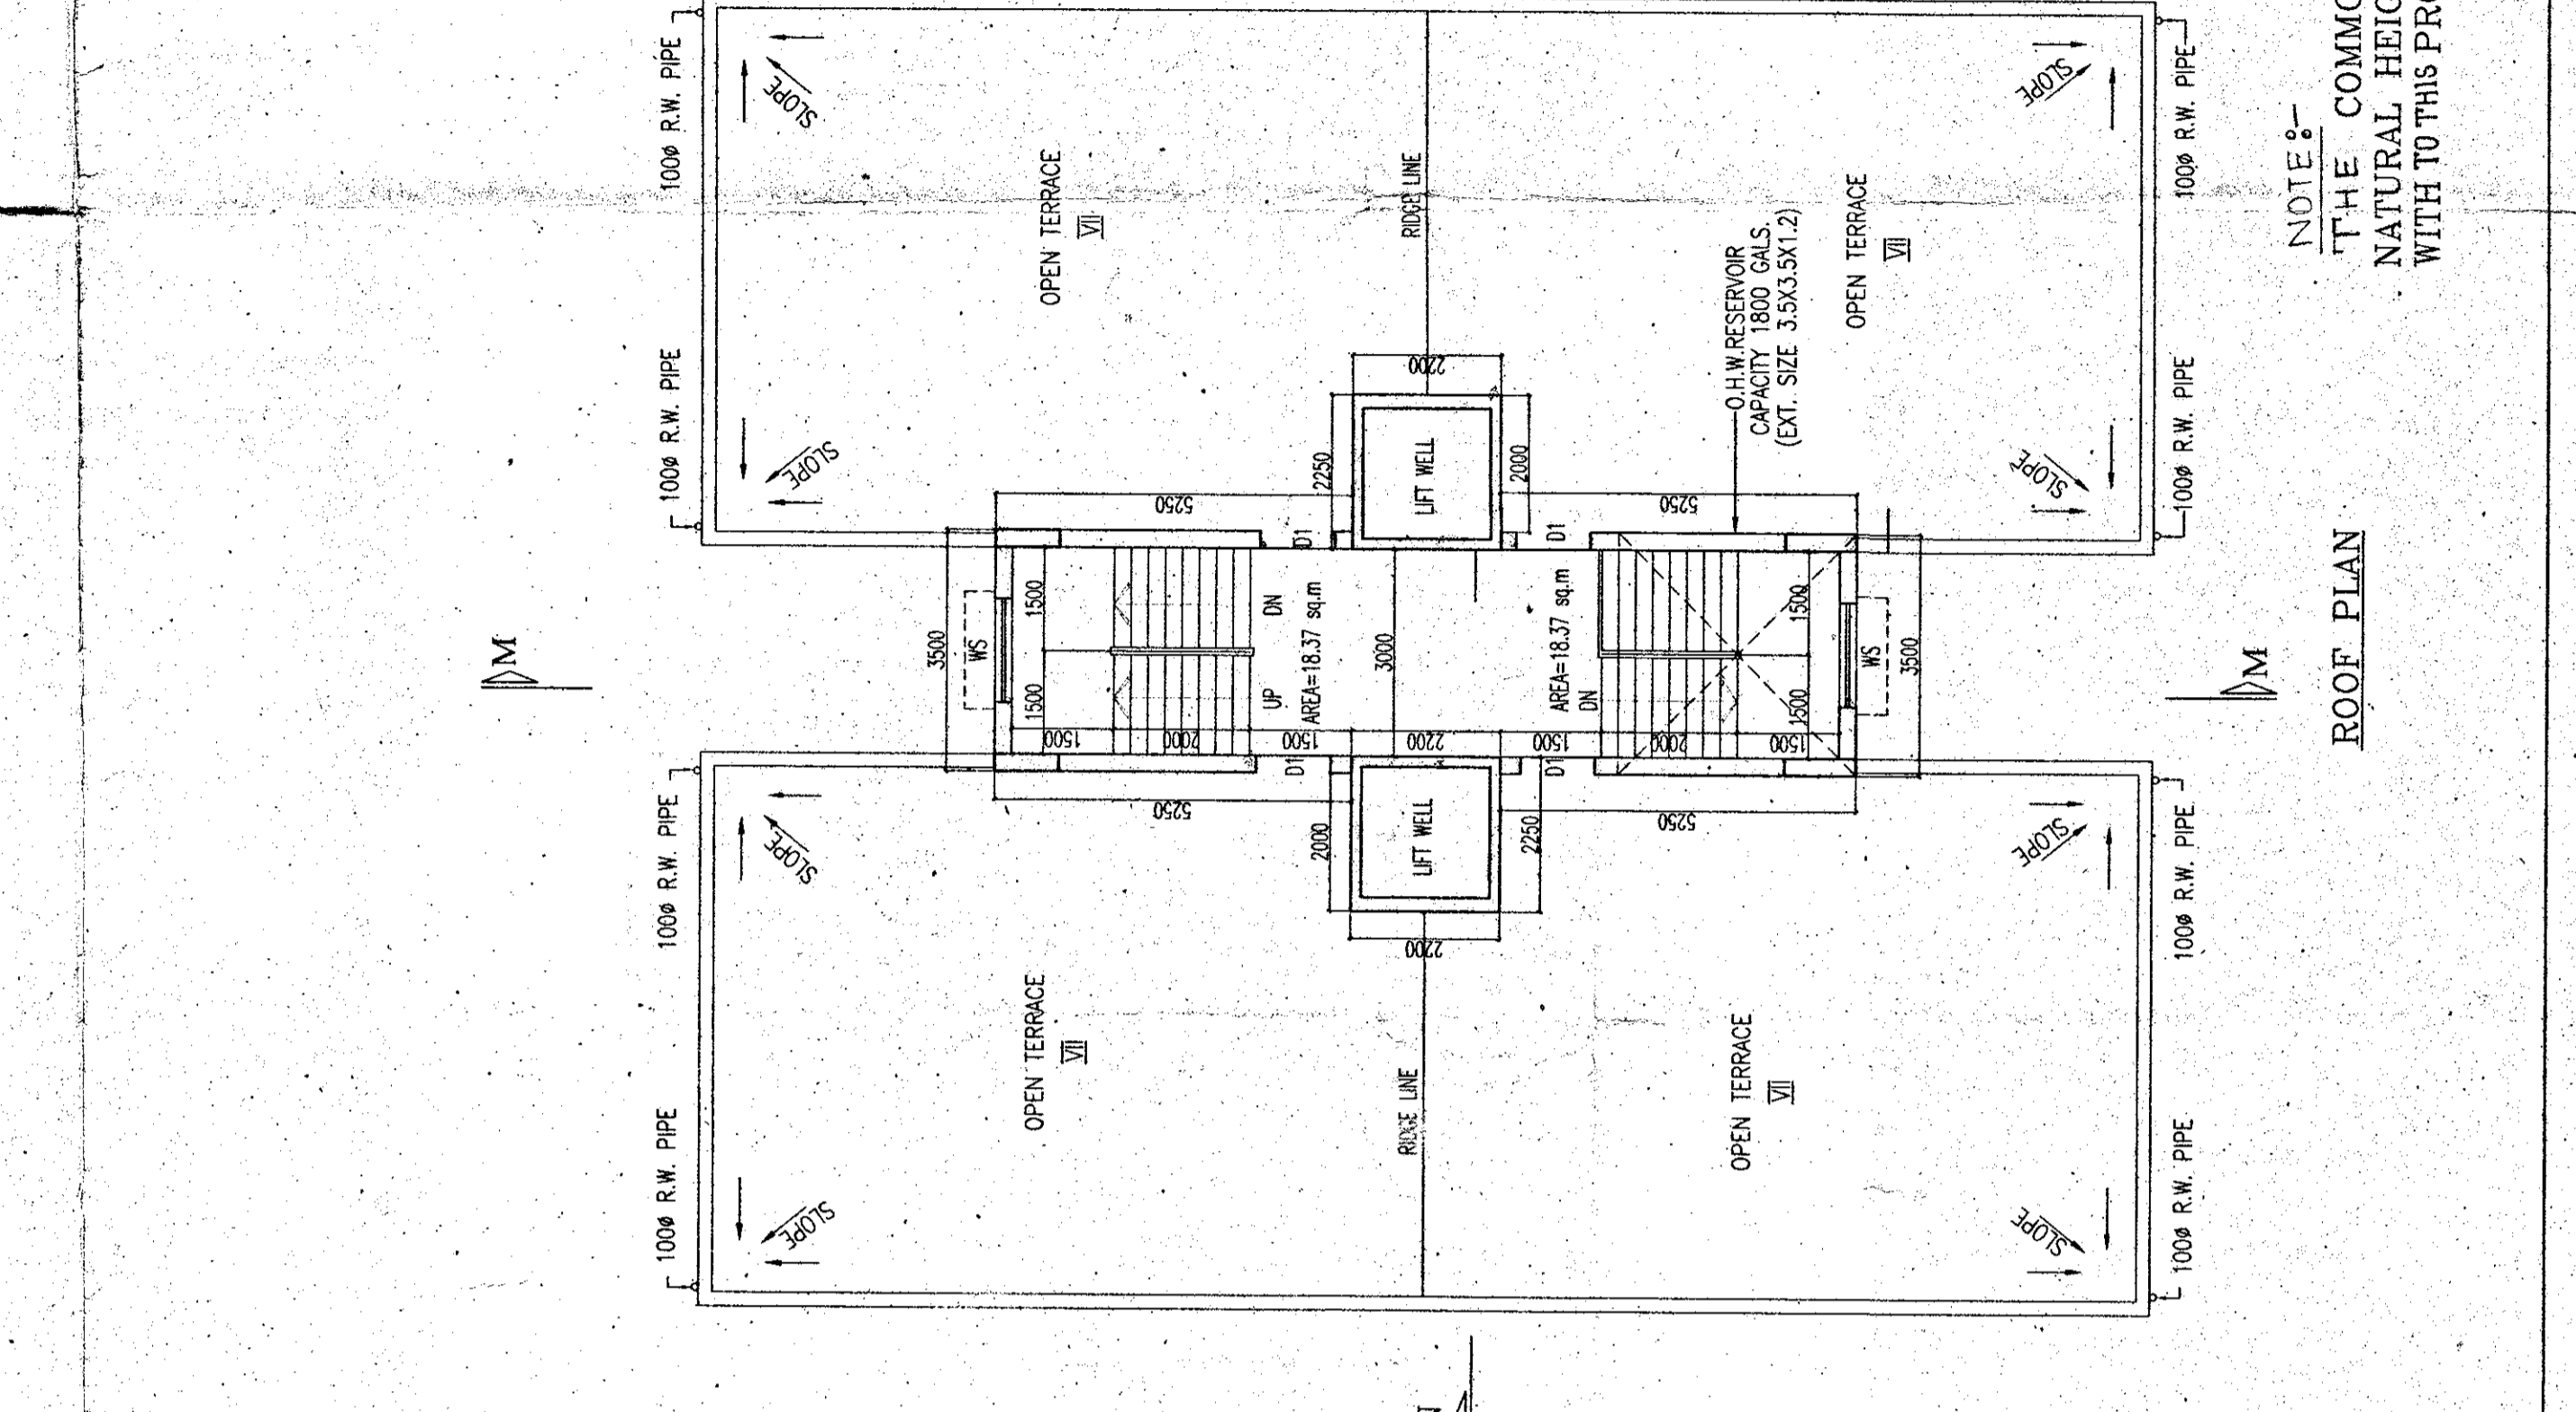 100ø R.W. PIPE
100ø R.W. PIPE
100ø R.W. PIPE
100ø R.W. PIPE
SLOPE
SLOPE
SLOPE
SLOPE
OPEN TERRACE
VII
OPEN TERRACE
VII
M
3500
WS
1500
1500
5250
5250
1500
2000
1500
2200
1500
2000
1500
UP
DN
AREA=18.37 sq.m
D1
D1
2250
2000
2200
LIFT WELL
RIDGE LINE
3000
LIFT WELL
RIDGE LINE
2200
2000
2250
D1
D1
AREA=18.37 sq.m
DN
5250
5250
O.H.W.RESERVOIR
CAPACITY 1800 GALS.
(EXT. SIZE 3.5X3.5X1.2)
1500
1500
WS
3500
OPEN TERRACE
VII
OPEN TERRACE
VII
SLOPE
SLOPE
SLOPE
SLOPE
100ø R.W. PIPE
100ø R.W. PIPE
100ø R.W. PIPE
100ø R.W. PIPE
M
ROOF PLAN
NOTE:-
THE COMMO
NATURAL HEIG
WITH TO THIS PRO